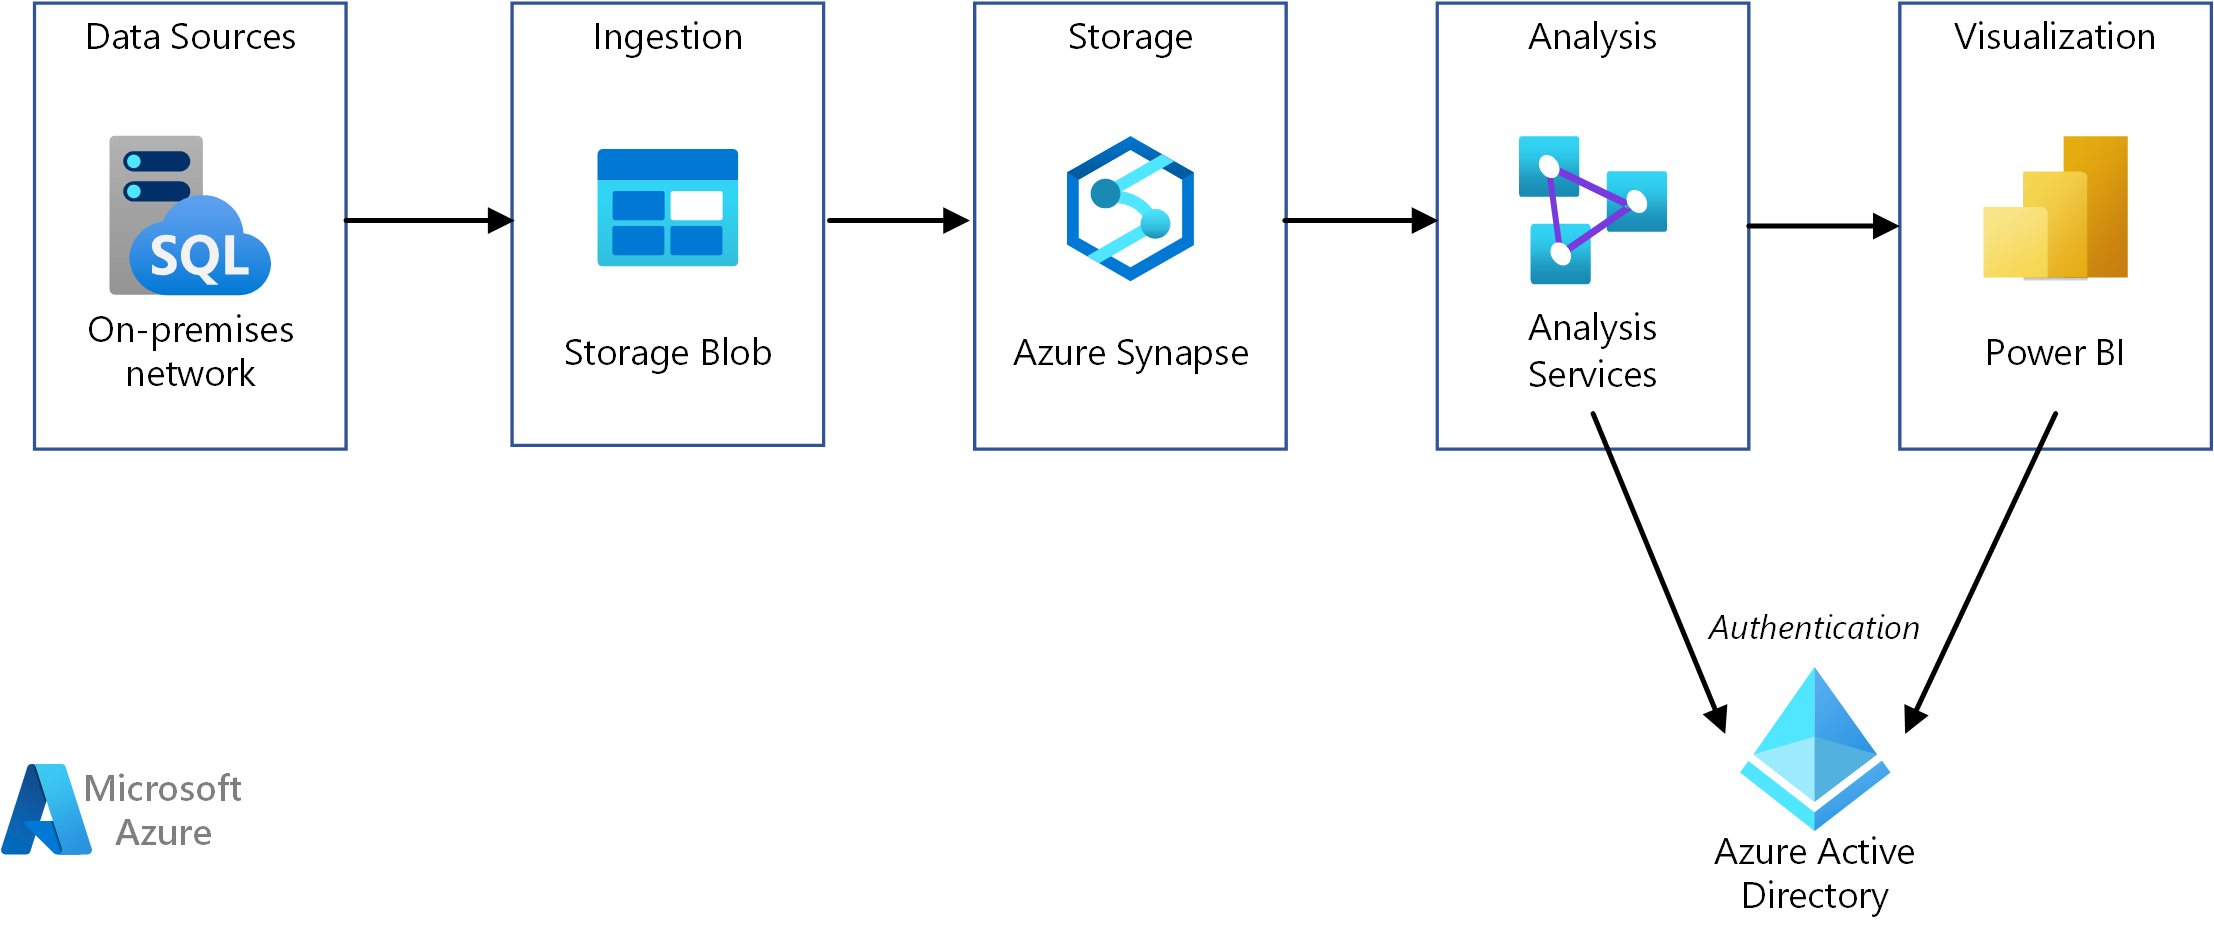 Data Sources
SQL
On-premises
network
Ingestion
Storage Blob
Storage
Azure Synapse
Analysis
Analysis
Services
Visualization
Power BI
Authentication
Azure Active
Directory
Microsoft
Azure